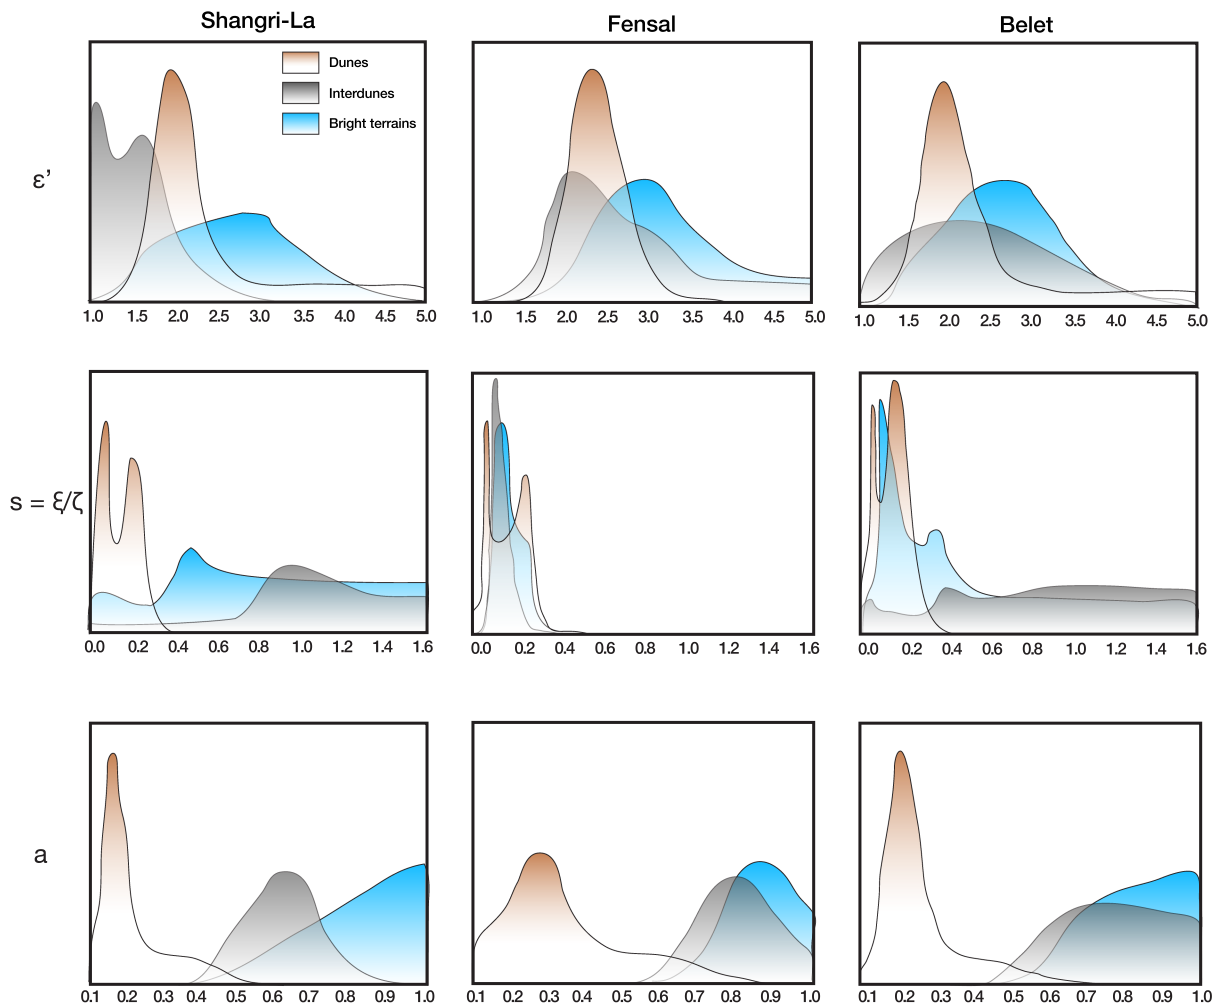 Shangri-La Fensal Belet
Dunes
Interdunes
Bright terrains
ε’
1.0 1.5 2.0 2.5 3.0 3.5 4.0 4.5 5.0 1.0 1.5 2.0 2.5 3.0 3.5 4.0 4.5 5.0 1.0 1.5 2.0 2.5 3.0 3.5 4.0 4.5 5.0
s = ξ/ζ
0.0 0.2 0.4 0.6 0.8 1.0 1.2 1.4 1.6 0.0 0.2 0.4 0.6 0.8 1.0 1.2 1.4 1.6 0.0 0.2 0.4 0.6 0.8 1.0 1.2 1.4 1.6
a
0.1 0.2 0.3 0.4 0.5 0.6 0.7 0.8 0.9 1.0 0.1 0.2 0.3 0.4 0.5 0.6 0.7 0.8 0.9 1.0 0.1 0.2 0.3 0.4 0.5 0.6 0.7 0.8 0.9 1.0